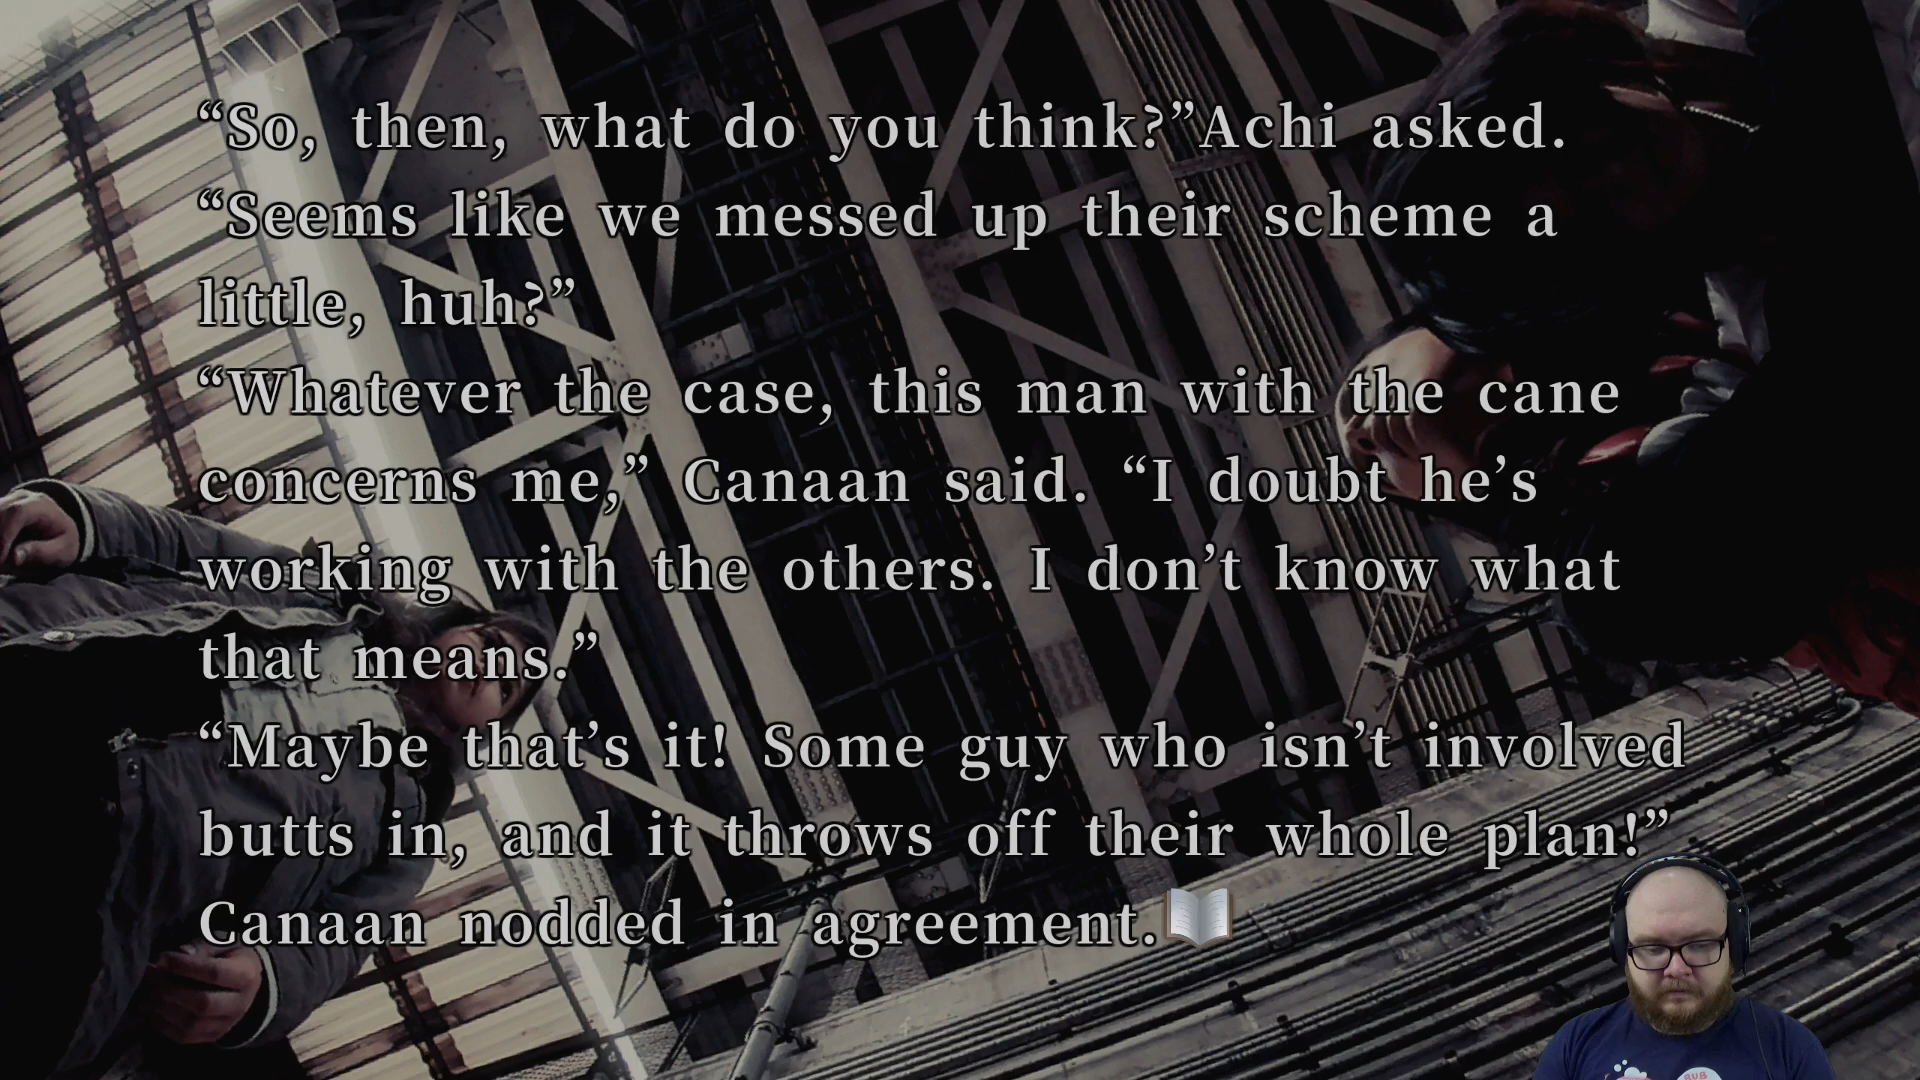 “So, then, what do you think?”Achi asked.
“Seems like we messed up their scheme a
little, huh?”
“Whatever the case, this man with the cane
concerns me,” Canaan said. “I doubt he’s
working with the others. I don’t know what
that means.”
“Maybe that’s it! Some guy who isn’t involved
butts in, and it throws off their whole plan!”
Canaan nodded in agreement.